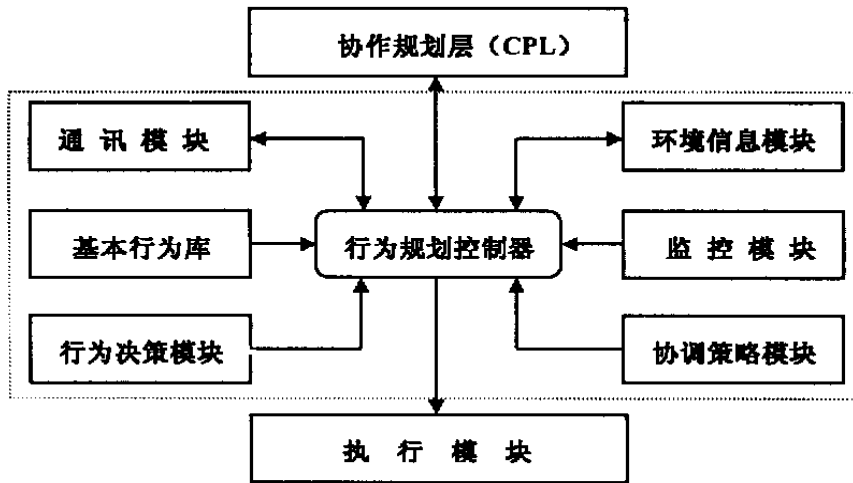 协作规划层（CPL）
通讯模块
环境信息模块
基本行为库
行为规划控制器
监控模块
行为决策模块
协调策略模块
执行模块